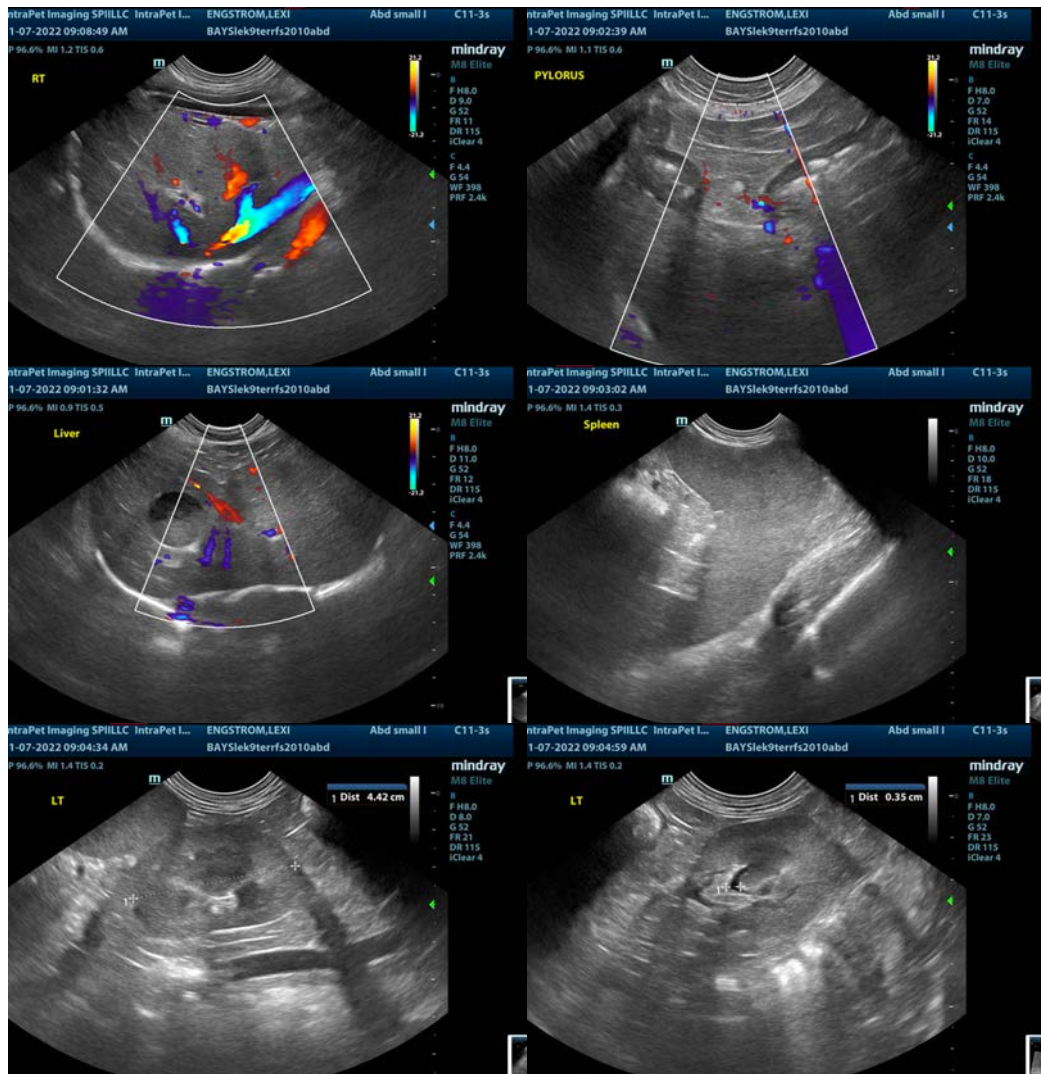 ntraPet Imaging SPIILLC IntraPet I... ENGSTROM,LEXI Abd small I C11-3s
1-07-2022 09:08:49 AM BAYSlek9terrfs2010abd
P 96.6% MI 1.2 TIS 0.6
mindray
M8 Elite
RT
m
21.2
-21.2
B
F H8.0
D 9.0
G 52
FR 11
DR 115
iClear 4
C
F 4.4
G 54
WF 398
PRF 2.4k
ntraPet Imaging SPIILLC IntraPet I... ENGSTROM,LEXI Abd small I C11-3s
1-07-2022 09:02:39 AM BAYSlek9terrfs2010abd
P 96.6% MI 1.1 TIS 0.6
mindray
M8 Elite
PYLORUS
m
21.2
-21.2
B
F H8.0
D 7.0
G 52
FR 14
DR 115
iClear 4
C
F 4.4
G 54
WF 398
PRF 2.4k
ntraPet Imaging SPIILLC IntraPet I... ENGSTROM,LEXI Abd small I C11-3s
1-07-2022 09:01:32 AM BAYSlek9terrfs2010abd
P 96.6% MI 0.9 TIS 0.5
mindray
M8 Elite
Liver
m
21.2
-21.2
B
F H8.0
D 11.0
G 52
FR 12
DR 115
iClear 4
C
F 4.4
G 54
WF 398
PRF 2.4k
ntraPet Imaging SPIILLC IntraPet I... ENGSTROM,LEXI Abd small I C11-3s
1-07-2022 09:03:02 AM BAYSlek9terrfs2010abd
P 96.6% MI 1.4 TIS 0.3
mindray
M8 Elite
Spleen
m
B
F H8.0
D 10.0
G 52
FR 18
DR 115
iClear 4
ntraPet Imaging SPIILLC IntraPet I... ENGSTROM,LEXI Abd small I C11-3s
1-07-2022 09:04:34 AM BAYSlek9terrfs2010abd
P 96.6% MI 1.4 TIS 0.2
mindray
M8 Elite
LT
m
1 Dist 4.42 cm
B
F H8.0
D 8.0
G 52
FR 21
DR 115
iClear 4
1
ntraPet Imaging SPIILLC IntraPet I... ENGSTROM,LEXI Abd small I C11-3s
1-07-2022 09:04:59 AM BAYSlek9terrfs2010abd
P 96.6% MI 1.4 TIS 0.2
mindray
M8 Elite
LT
m
1 Dist 0.35 cm
B
F H8.0
D 7.0
G 52
FR 23
DR 115
iClear 4
1